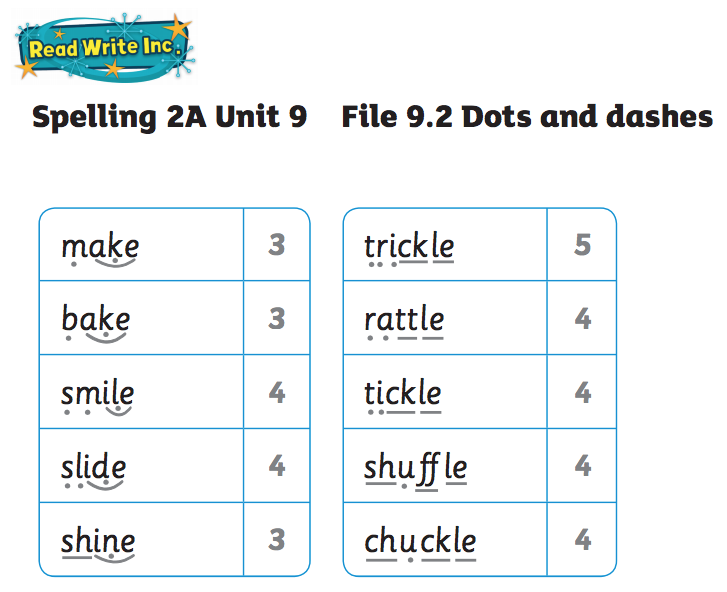 Read Write Inc.
Spelling 2A Unit 9 File 9.2 Dots and dashes
make 3
bake 3
smile 4
slide 4
shine 3
trickle 5
rattle 4
tickle 4
shuffle 4
chuckle 4